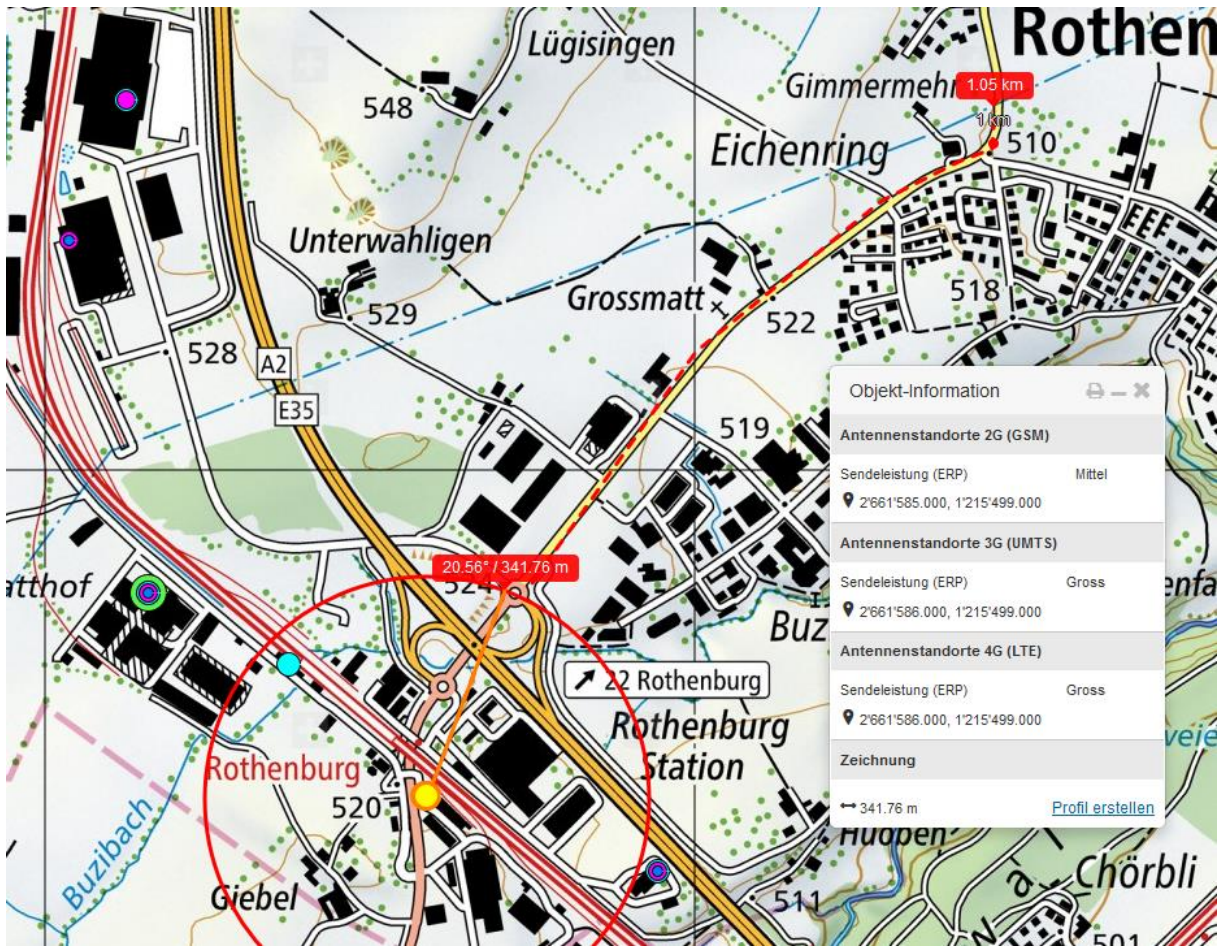 Rothen
Lügisingen
Gimmermeh
1.05 km
1 km
548
510
Eichenring
Unterwahligen
Grossmatt
518
529
522
528
A2
E35
519
Objekt-Information
Antennenstandorte 2G (GSM)
Sendeleistung (ERP) Mittel
2'661'585.000, 1'215'499.000
Antennenstandorte 3G (UMTS)
Sendeleistung (ERP) Gross
2'661'586.000, 1'215'499.000
Antennenstandorte 4G (LTE)
Sendeleistung (ERP) Gross
2'661'586.000, 1'215'499.000
Zeichnung
341.76 m Profil erstellen
20.56° / 341.76 m
524
atthof
enfa
Buz
22 Rothenburg
Rothenburg
Station
weie
Rothenburg
520
Buzibach
Giebel
Hubben
511
Chörbli
w
a
501